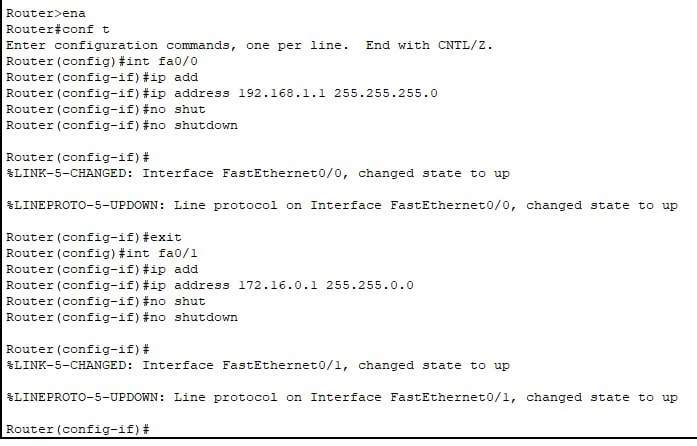 Router>ena
Router#conf t
Enter configuration commands, one per line.  End with CNTL/Z.
Router(config)#int fa0/0
Router(config-if)#ip add
Router(config-if)#ip address 192.168.1.1 255.255.255.0
Router(config-if)#no shut
Router(config-if)#no shutdown
Router(config-if)#
%LINK-5-CHANGED: Interface FastEthernet0/0, changed state to up
%LINEPROTO-5-UPDOWN: Line protocol on Interface FastEthernet0/0, changed state to up
Router(config-if)#exit
Router(config)#int fa0/1
Router(config-if)#ip add
Router(config-if)#ip address 172.16.0.1 255.255.0.0
Router(config-if)#no shut
Router(config-if)#no shutdown
Router(config-if)#
%LINK-5-CHANGED: Interface FastEthernet0/1, changed state to up
%LINEPROTO-5-UPDOWN: Line protocol on Interface FastEthernet0/1, changed state to up
Router(config-if)#